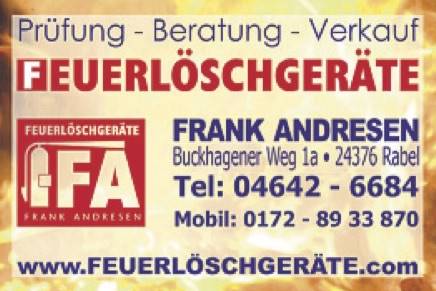 Prüfung - Beratung - Verkauf
FEUERLÖSCHGERÄTE
FEUERLÖSCHGERÄTE
FA
FRANK ANDRESEN
FRANK ANDRESEN
Buckhagener Weg 1a • 24376 Rabel
Tel: 04642 - 6684
Mobil: 0172 - 89 33 870
www.FEUERLÖSCHGERÄTE.com